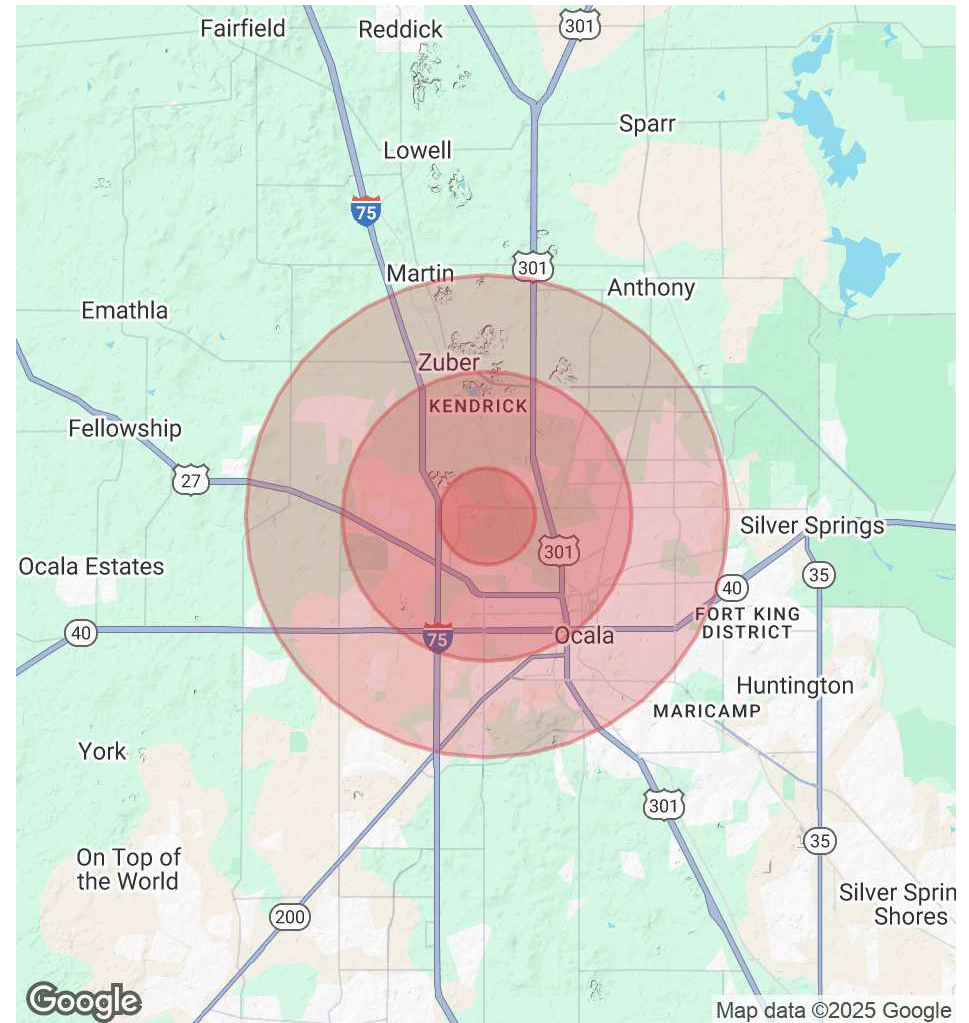 Fairfield
Reddick
301
Sparr
Lowell
75
Martin
301
Anthony
Emathla
Zuber
KENDRICK
Fellowship
27
Silver Springs
301
Ocala Estates
35
40
FORT KING
DISTRICT
40
75
Ocala
Huntington
MARICAMP
York
301
35
On Top of
the World
200
Silver Sprin
Shores
Google
Map data ©2025 Google